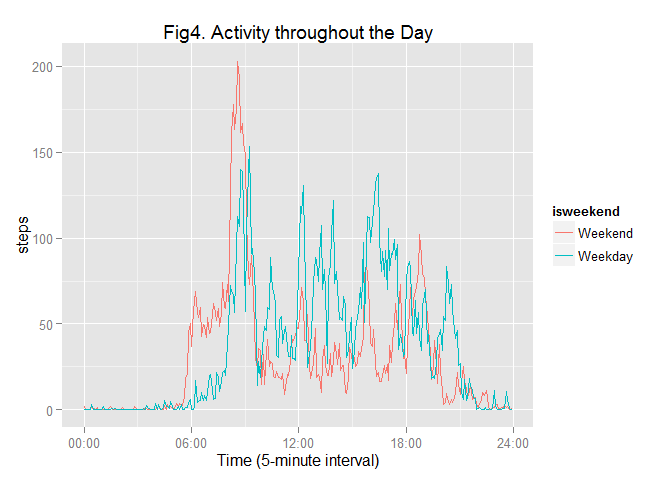 Fig4. Activity throughout the Day
steps
200
150
100
50
0
00:00 06:00 12:00 18:00 24:00
Time (5-minute interval)
isweekend
Weekend
Weekday